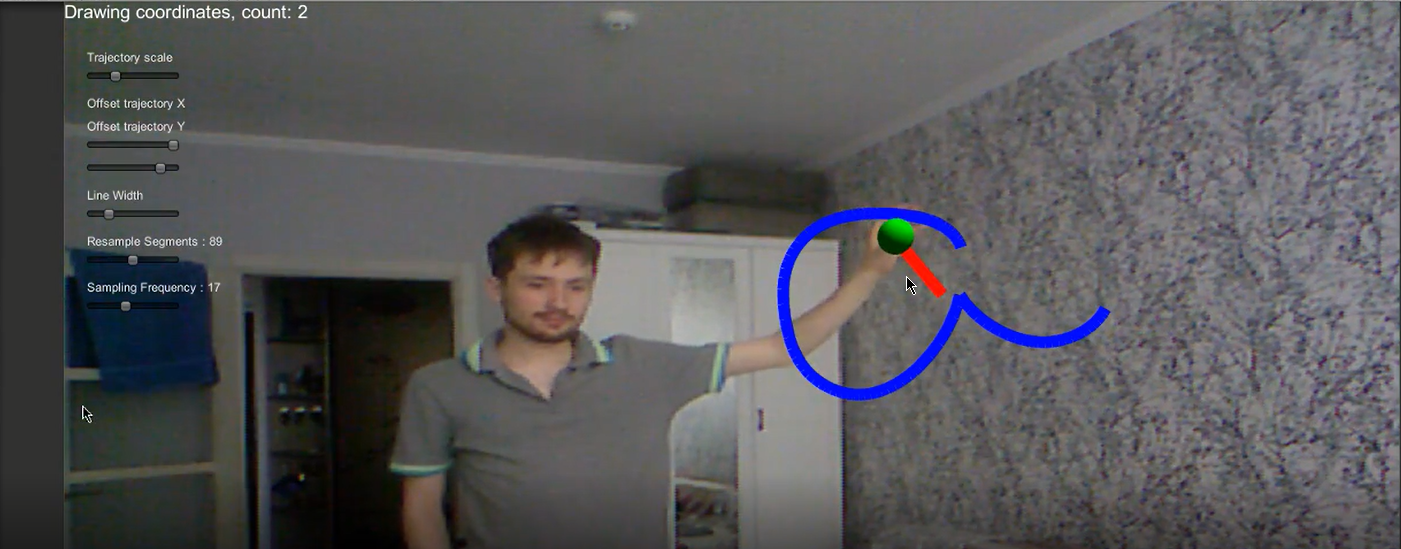 Drawing coordinates, count: 2
Trajectory scale
Offset trajectory X
Offset trajectory Y
Line Width
Resample Segments : 89
Sampling Frequency : 17